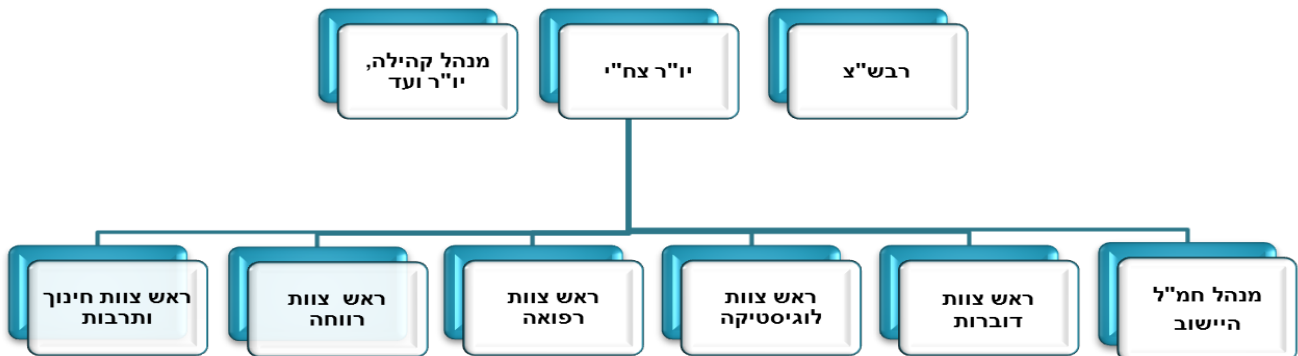 רבש"צ
יו"ר צח"י
מנהל קהילה,
יו"ר ועד
מנהל חמ"ל
היישוב
ראש צוות
דוברות
ראש צוות
לוגיסטיקה
ראש צוות
רפואה
ראש צוות
רווחה
ראש צוות חינוך
ותרבות